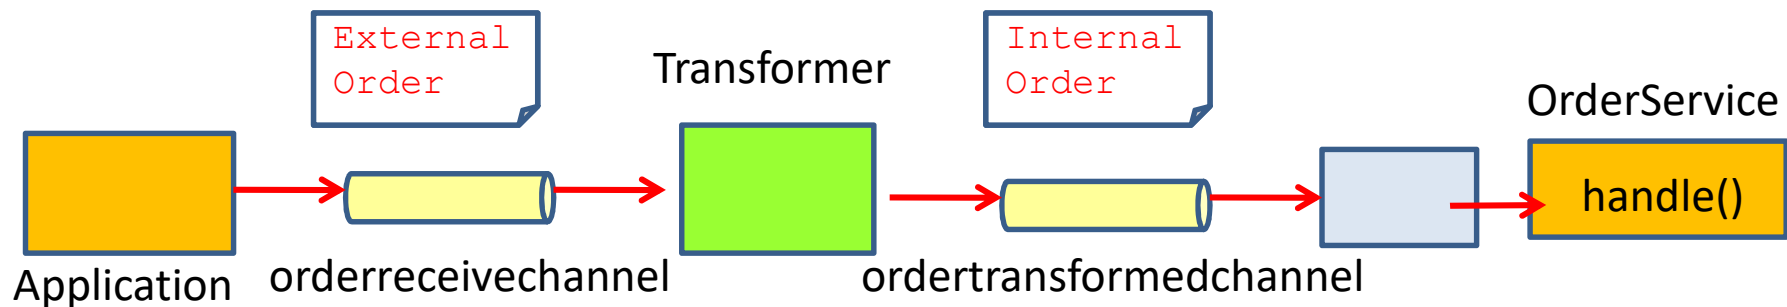 External
Order
Transformer
Internal
Order
OrderService
handle()
Application
orderreceivechannel
ordertransformedchannel